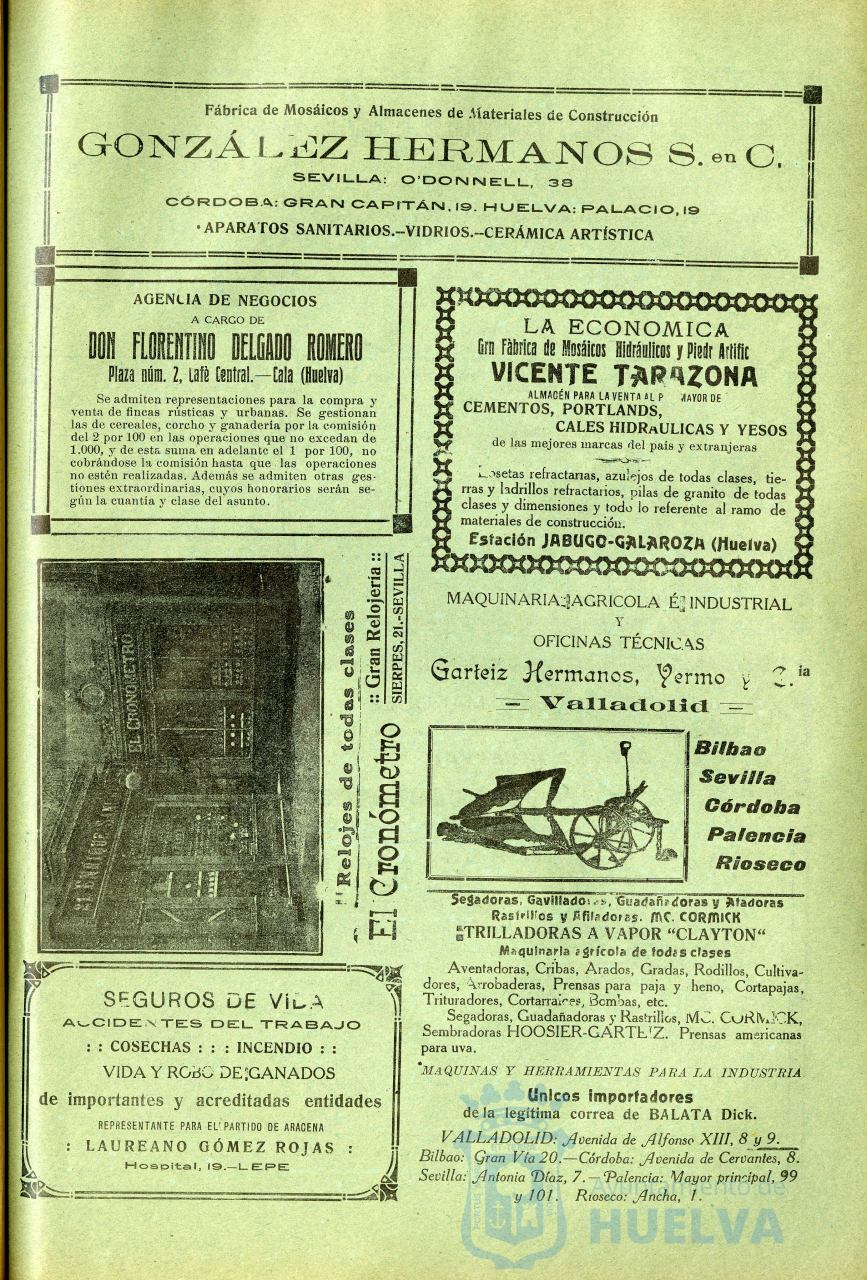 Fábrica de Mosáicos y Almacenes de Materiales de Construcción
GONZÁLEZ HERMANOS S. en C.
SEVILLA: O'DONNELL, 38
CÓRDOBA: GRAN CAPITÁN, 19. HUELVA: PALACIO, 19
APARATOS SANITARIOS.--VIDRIOS.--CERÁMICA ARTÍSTICA
AGENCIA DE NEGOCIOS
A CARGO DE
DON FLORENTINO DELGADO ROMERO
Plaza núm. 2, Café Central.—Cala (Huelva)
Se admiten representaciones para la compra y
venta de fincas rústicas y urbanas. Se gestionan
las de cereales, corcho y ganadería por la comisión
del 2 por 100 en las operaciones que no excedan de
1.000, y de esta suma en adelante el 1 por 100, no
cobrándose la comisión hasta que las operaciones
no estén realizadas. Además se admiten otras ges-
tiones extraordinarias, cuyos honorarios serán se-
gún la cuantía y clase del asunto.
LA ECONOMICA
Grn Fábrica de Mosáicos Hidráulicos y Piedr Artific
VICENTE TARAZONA
ALMACÉN PARA LA VENTA AL P MAYOR DE
CEMENTOS, PORTLANDS,
CALES HIDRAULICAS Y YESOS
de las mejores marcas del país y extranjeras
Losetas refractarias, azulejos de todas clases, tie-
rras y ladrillos refractarios, pilas de granito de todas
clases y dimensiones y todo lo referente al ramo de
materiales de construcción.
Estación JABUGO-GALAROZA (Huelva)
EL CRONOMETRO
Relojes de todas clases
El Cronómetro
:: Gran Relojería ::
SIERPES, 21.-SEVILLA
SEGUROS DE VIDA
ACCIDENTES DEL TRABAJO
: : COSECHAS : : : INCENDIO : :
VIDA Y ROBO DE GANADOS
de importantes y acreditadas entidades
REPRESENTANTE PARA EL PARTIDO DE ARACENA
: LAUREANO GÓMEZ ROJAS :
Hospital, 19.—LEPE
MAQUINARIA AGRICOLA É INDUSTRIAL
Y
OFICINAS TÉCNICAS
Garteiz Hermanos, Yermo y C.ia
Valladolid
Bilbao
Sevilla
Córdoba
Palencia
Rioseco
Segadoras, Gavilladoras, Guadañadoras y Atadoras
Rastrillos y Afiladoras. MC. CORMICK
TRILLADORAS A VAPOR "CLAYTON"
Maquinaria agrícola de todas clases
Aventadoras, Cribas, Arados, Gradas, Rodillos, Cultiva-
dores, Arrobaderas, Prensas para paja y heno, Cortapajas,
Trituradores, Cortarraíces, Bombas, etc.
Segadoras, Guadañadoras y Rastrillos, MC. CORMICK,
Sembradoras HOOSIER-GARTEIZ. Prensas americanas
para uva.
MAQUINAS Y HERRAMIENTAS PARA LA INDUSTRIA
Unicos importadores
de la legítima correa de BALATA Dick.
VALLADOLID: Avenida de Alfonso XIII, 8 y 9.
Bilbao: Gran Vía 20.—Córdoba: Avenida de Cervantes, 8.
Sevilla: Antonia Díaz, 7.—Palencia: Mayor principal, 99
y 101. Rioseco: Ancha, 1.
Ayuntamiento de
HUELVA